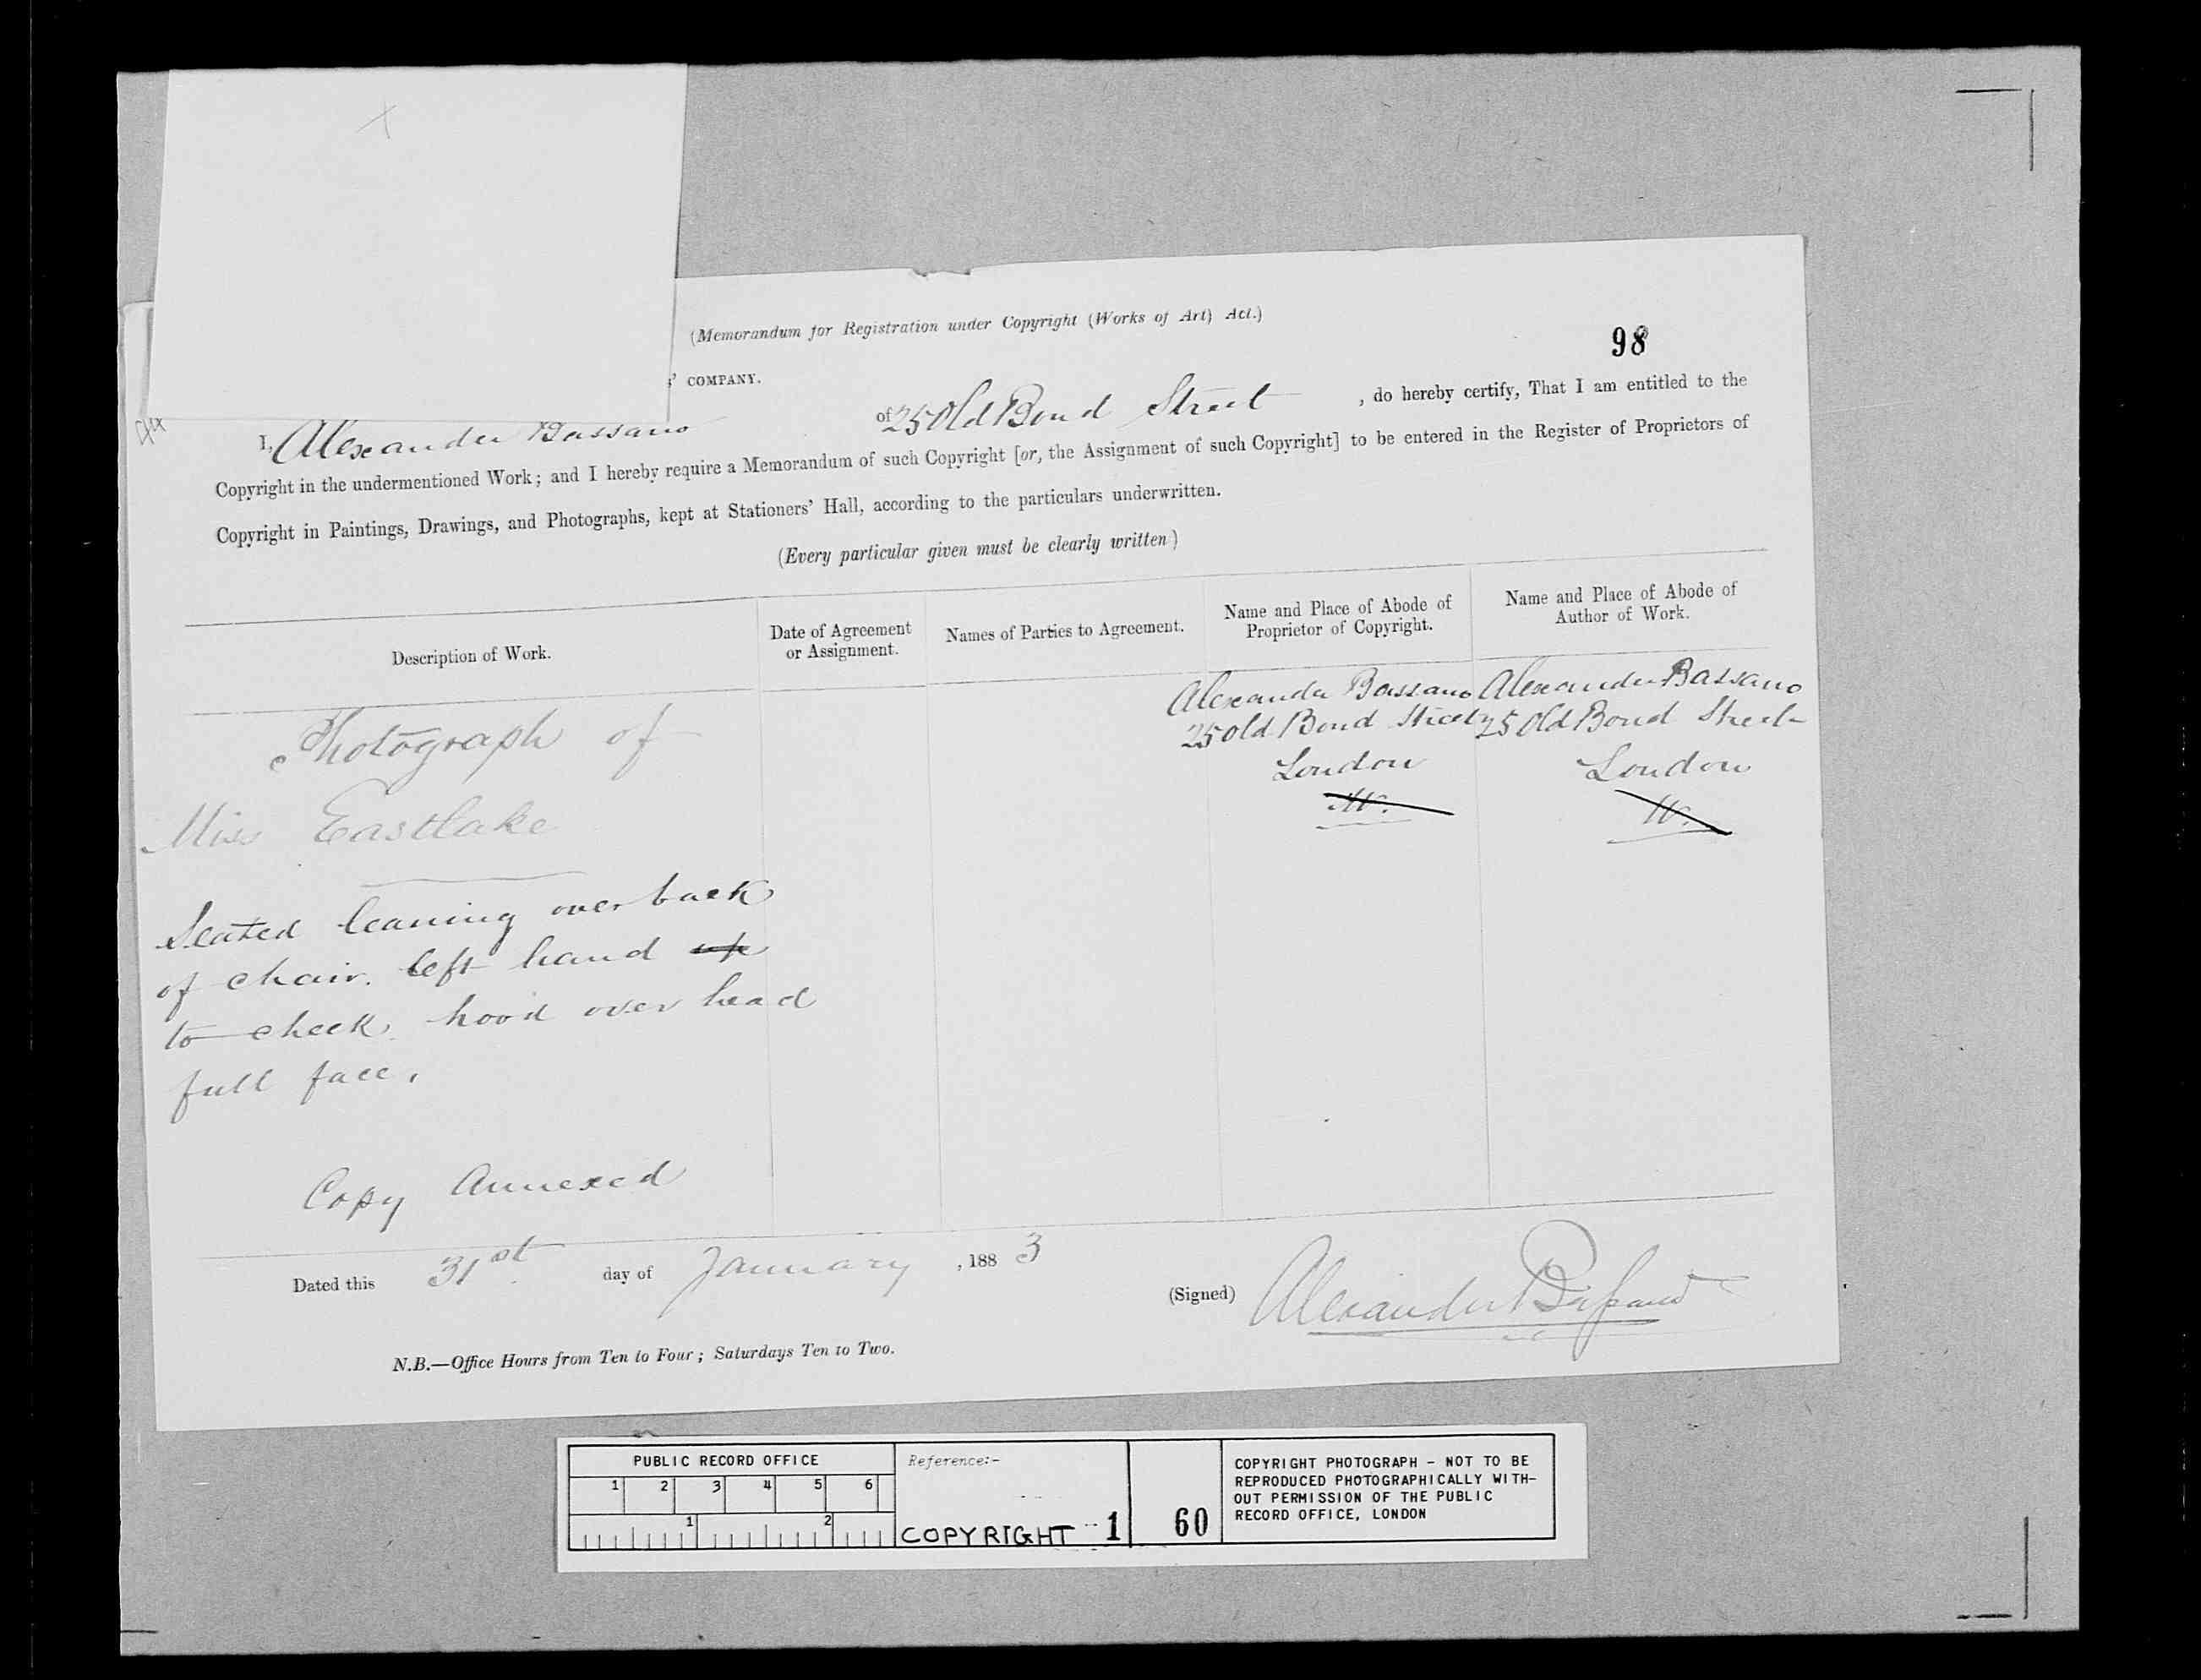 (Memorandum for Registration under Copyright (Works of Art) Act.)
98
' COMPANY.
I, Alexander Bassano of 25 Old Bond Street , do hereby certify, That I am entitled to the
Copyright in the undermentioned Work; and I hereby require a Memorandum of such Copyright [or, the Assignment of such Copyright] to be entered in the Register of Proprietors of
Copyright in Paintings, Drawings, and Photographs, kept at Stationers' Hall, according to the particulars underwritten.
(Every particular given must be clearly written)
Description of Work.
Date of Agreement
or Assignment.
Names of Parties to Agreement.
Name and Place of Abode of
Proprietor of Copyright.
Name and Place of Abode of
Author of Work.
Photograph of
Miss Eastlake
Seated leaning over back
of chair. left hand up
to cheek, hood over head
full face,
Copy Annexed
Alexander Bassano
25 Old Bond Street
London
W.
Alexander Bassano
25 Old Bond Street
London
W.
Dated this 31st day of January , 1883
(Signed) Alexander Bassano
N.B.—Office Hours from Ten to Four; Saturdays Ten to Two.
PUBLIC RECORD OFFICE
1 2 3 4 5 6
1 2
Reference:-
COPYRIGHT 1
60
COPYRIGHT PHOTOGRAPH - NOT TO BE
REPRODUCED PHOTOGRAPHICALLY WITH-
OUT PERMISSION OF THE PUBLIC
RECORD OFFICE, LONDON